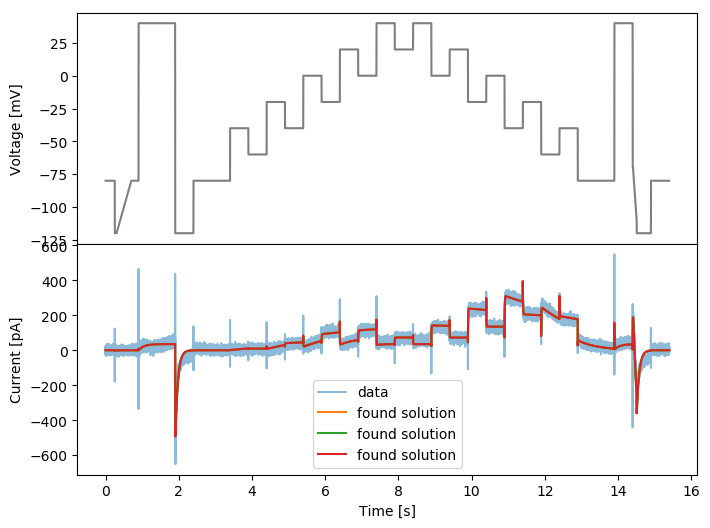 25
0
−25
−50
−75
−100
−125
Voltage [mV]
600
400
200
0
−200
−400
−600
Current [pA]
data
found solution
found solution
found solution
0 2 4 6 8 10 12 14 16
Time [s]